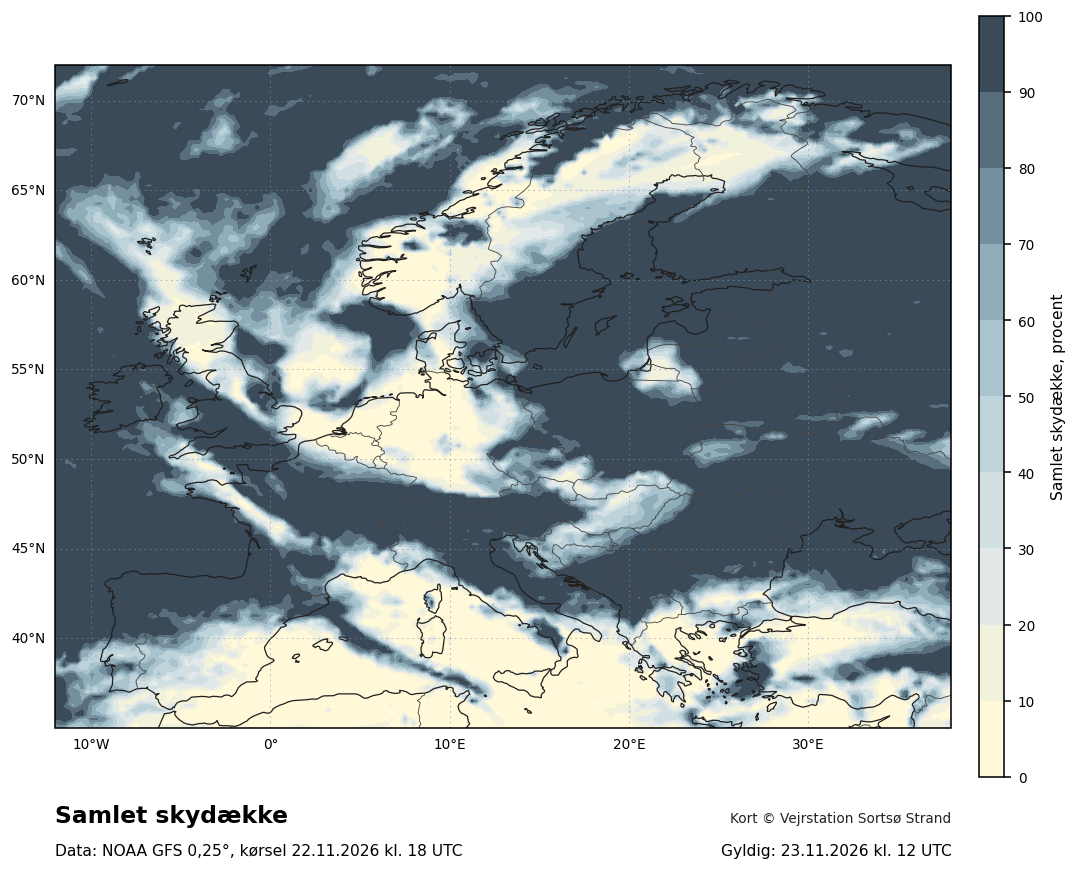 70°N
65°N
60°N
55°N
50°N
45°N
40°N
10°W
0°
10°E
20°E
30°E
100
90
80
70
60
50
40
30
20
10
0
Samlet skydække, procent
Samlet skydække
Kort © Vejrstation Sortsø Strand
Data: NOAA GFS 0,25°, kørsel 22.11.2026 kl. 18 UTC
Gyldig: 23.11.2026 kl. 12 UTC